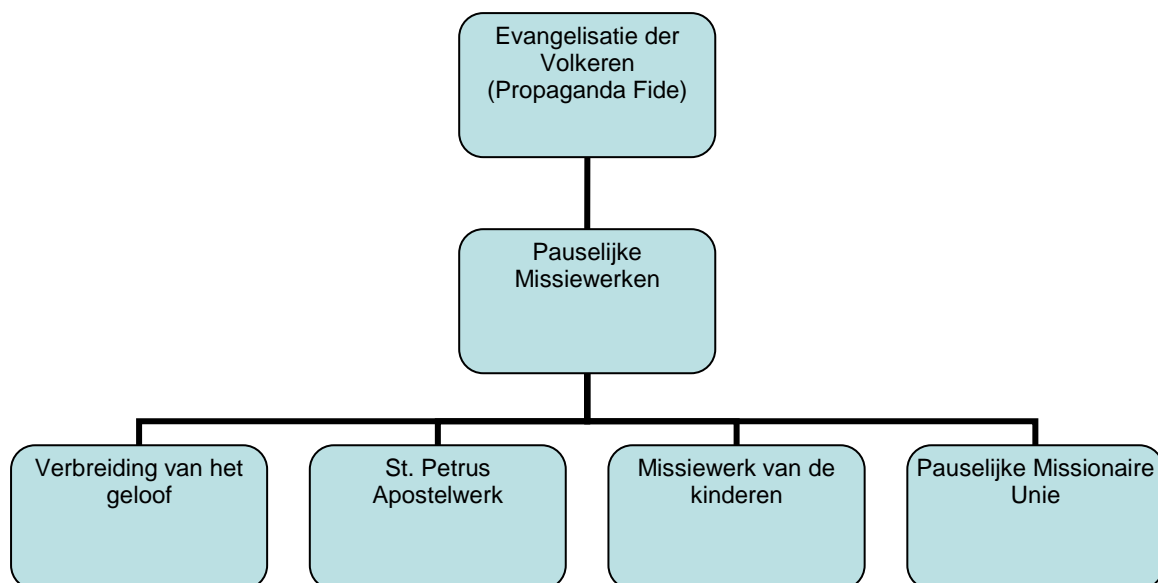 Evangelisatie der
Volkeren
(Propaganda Fide)
Pauselijke
Missiewerken
Verbreiding van het
geloof
St. Petrus
Apostelwerk
Missiewerk van de
kinderen
Pauselijke Missionaire
Unie